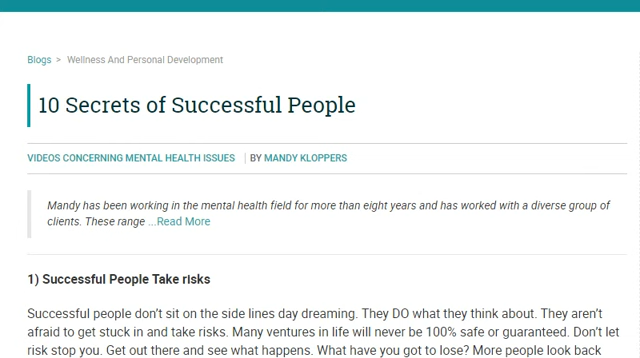 Blogs > Wellness And Personal Development
10 Secrets of Successful People
VIDEOS CONCERNING MENTAL HEALTH ISSUES | BY MANDY KLOPPERS
Mandy has been working in the mental health field for more than eight years and has worked with a diverse group of
clients. These range ...Read More
1) Successful People Take risks
Successful people don’t sit on the side lines day dreaming. They DO what they think about. They aren’t
afraid to get stuck in and take risks. Many ventures in life will never be 100% safe or guaranteed. Don’t let
risk stop you. Get out there and see what happens. What have you got to lose? More people look back